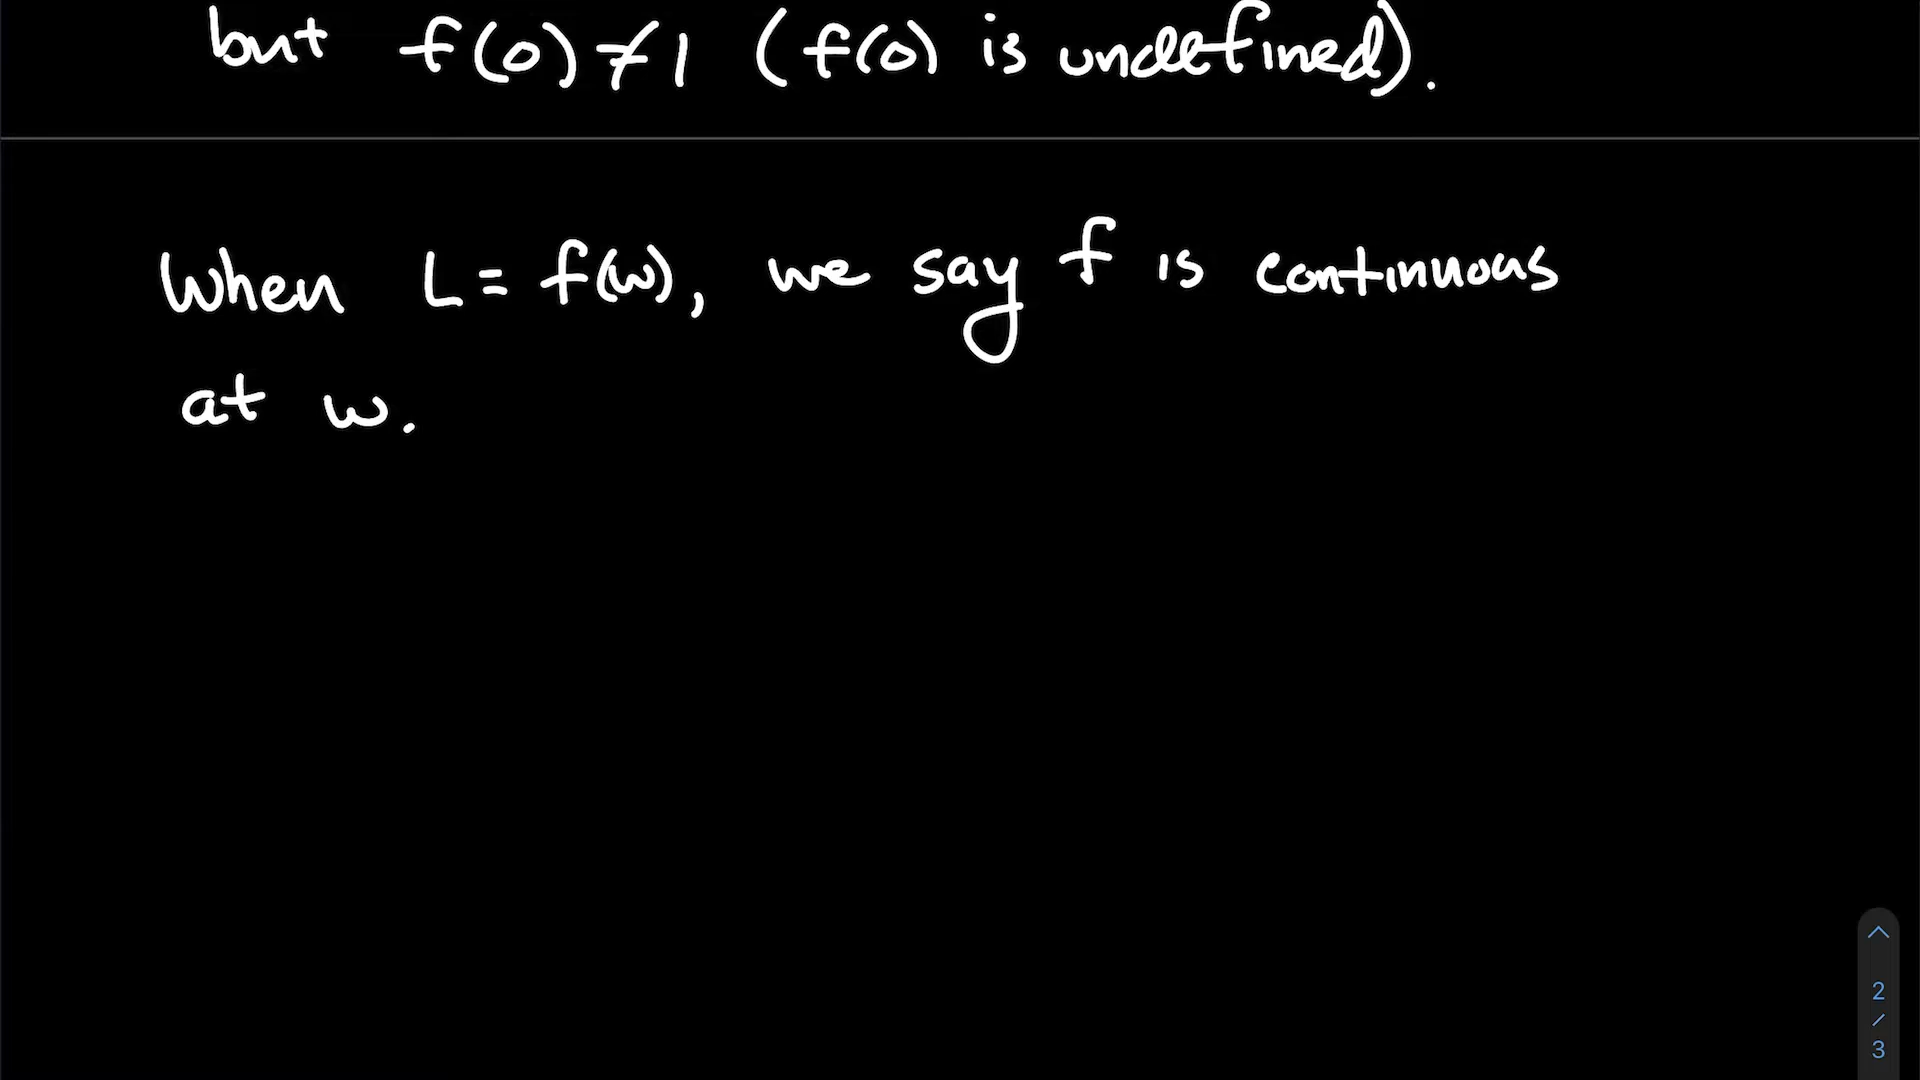 but f(0) ≠ 1 (f(0) is undefined).
When L = f(w), we say f is continuous
at w.
2
/
3